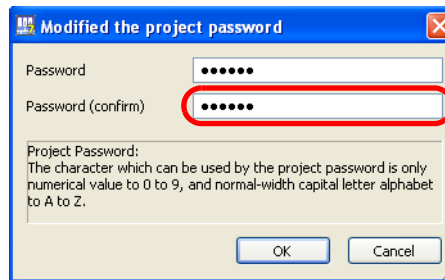 Modified the project password
Password
••••••
Password (confirm)
••••••
Project Password:
The character which can be used by the project password is only
numerical value to 0 to 9, and normal-width capital letter alphabet
to A to Z.
OK Cancel